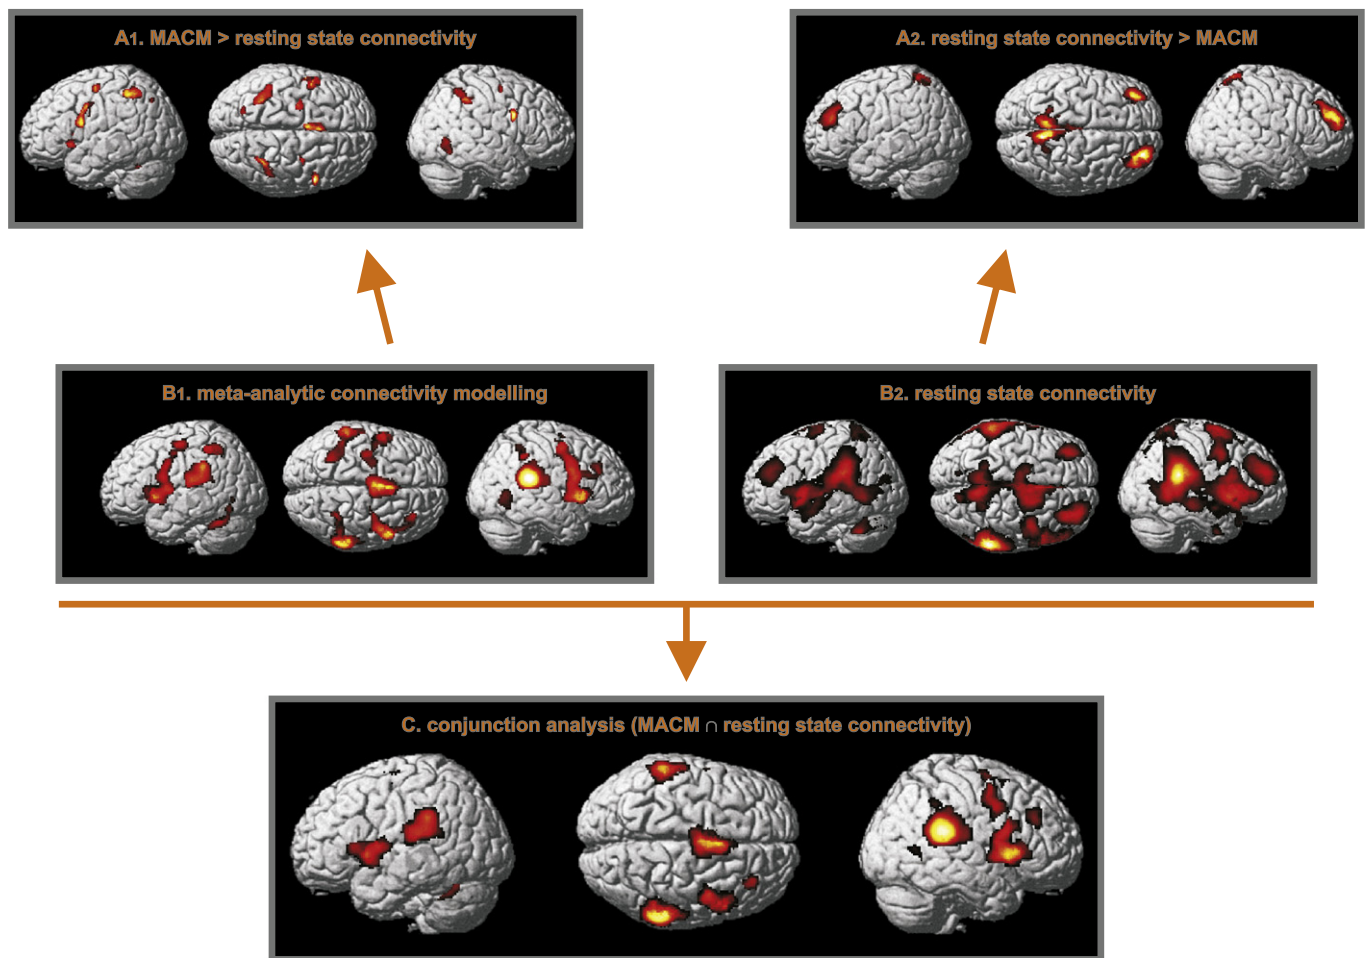 A1. MACM > resting state connectivity
A2. resting state connectivity > MACM
B1. meta-analytic connectivity modelling
B2. resting state connectivity
C. conjunction analysis (MACM ∩ resting state connectivity)